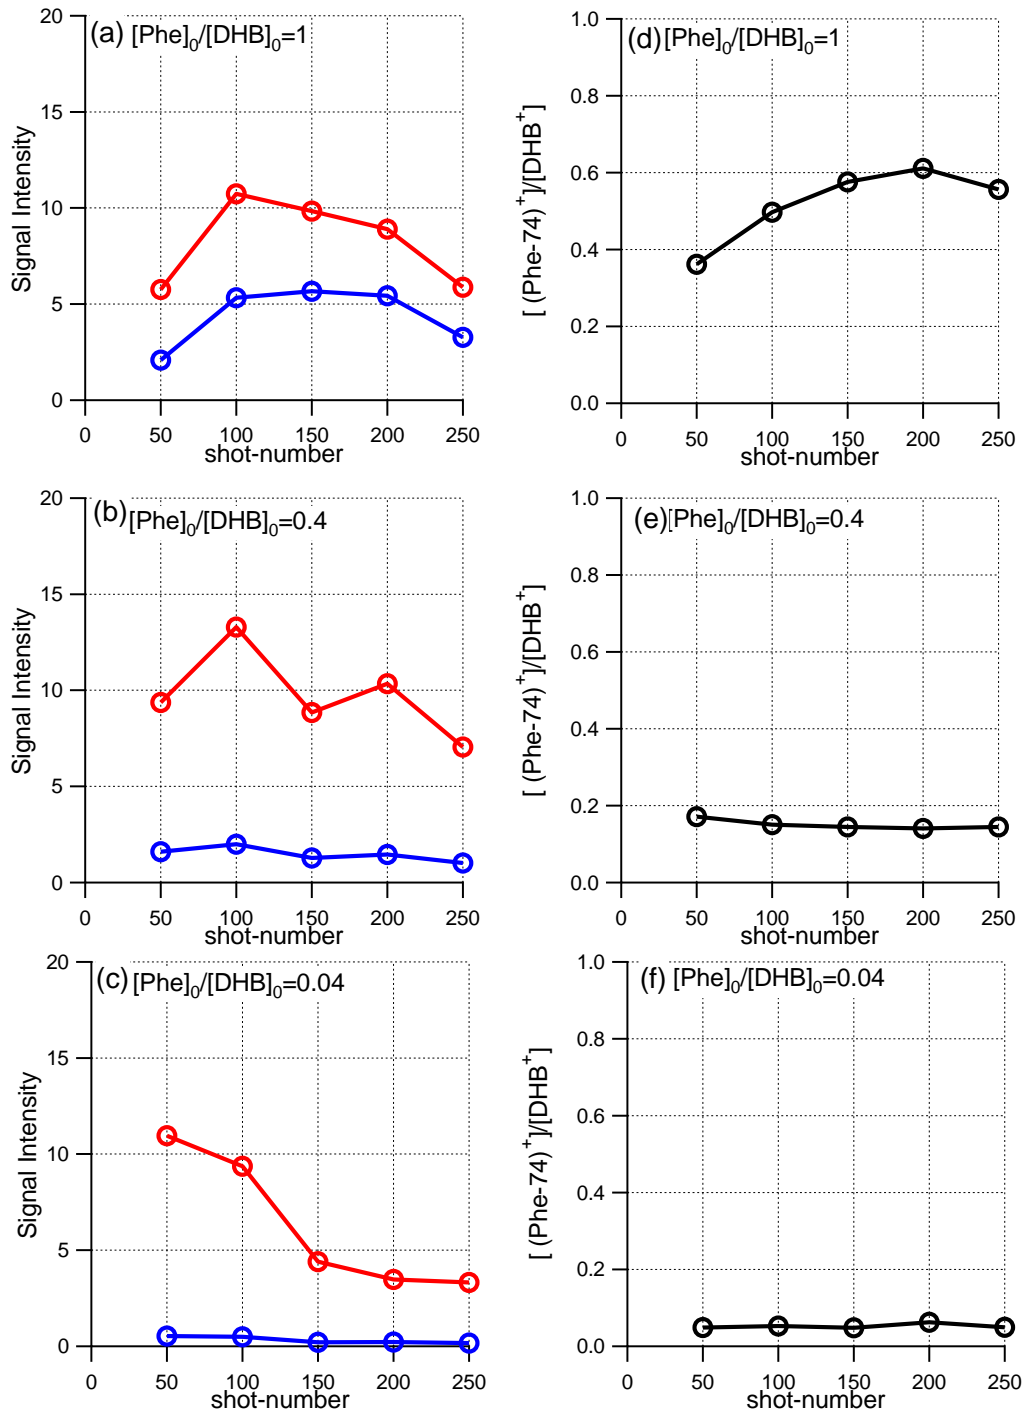 (a) [Phe]₀/[DHB]₀=1
20
15
10
5
0
Signal Intensity
0 50 100 150 200 250
shot-number
(d) [Phe]₀/[DHB]₀=1
1.0
0.8
0.6
0.4
0.2
0.0
[ (Phe-74)⁺]/[DHB⁺]
0 50 100 150 200 250
shot-number
(b) [Phe]₀/[DHB]₀=0.4
20
15
10
5
0
Signal Intensity
0 50 100 150 200 250
shot-number
(e) [Phe]₀/[DHB]₀=0.4
1.0
0.8
0.6
0.4
0.2
0.0
[ (Phe-74)⁺]/[DHB⁺]
0 50 100 150 200 250
shot-number
(c) [Phe]₀/[DHB]₀=0.04
20
15
10
5
0
Signal Intensity
0 50 100 150 200 250
shot-number
(f) [Phe]₀/[DHB]₀=0.04
1.0
0.8
0.6
0.4
0.2
0.0
[ (Phe-74)⁺]/[DHB⁺]
0 50 100 150 200 250
shot-number